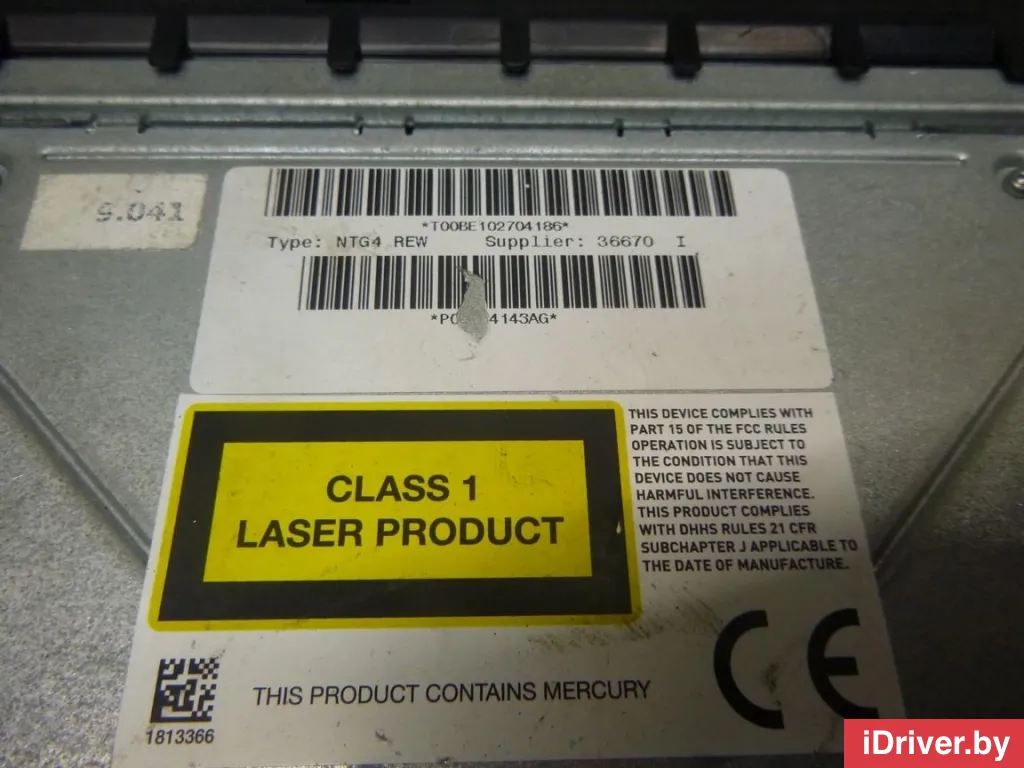 9.041
*T00BE102704186*
Type: NTG4 REW Supplier: 36670 I
CLASS 1
LASER PRODUCT
THIS DEVICE COMPLIES WITH
PART 15 OF THE FCC RULES
OPERATION IS SUBJECT TO
THE CONDITION THAT THIS
DEVICE DOES NOT CAUSE
HARMFUL INTERFERENCE.
THIS PRODUCT COMPLIES
WITH DHHS RULES 21 CFR
SUBCHAPTER J APPLICABLE TO
THE DATE OF MANUFACTURE.
CE
THIS PRODUCT CONTAINS MERCURY
1813366
iDriver.by